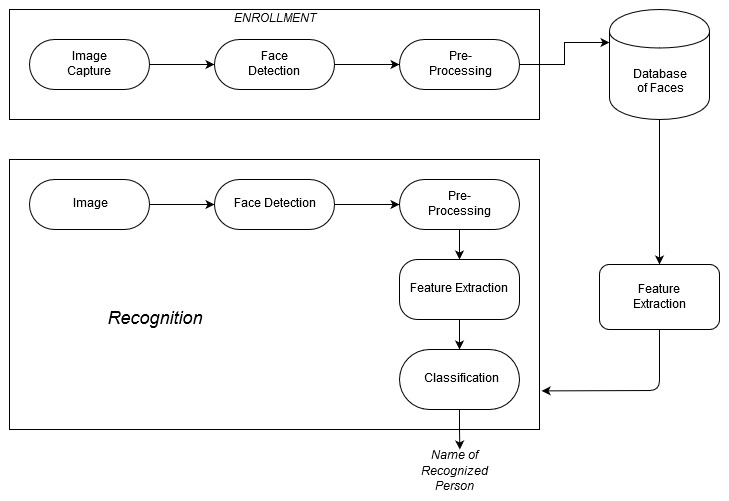 ENROLLMENT
Image
Capture
Face
Detection
Pre-
Processing
Database
of Faces
Image
Face Detection
Pre-
Processing
Feature Extraction
Feature
Extraction
Recognition
Classification
Name of
Recognized
Person